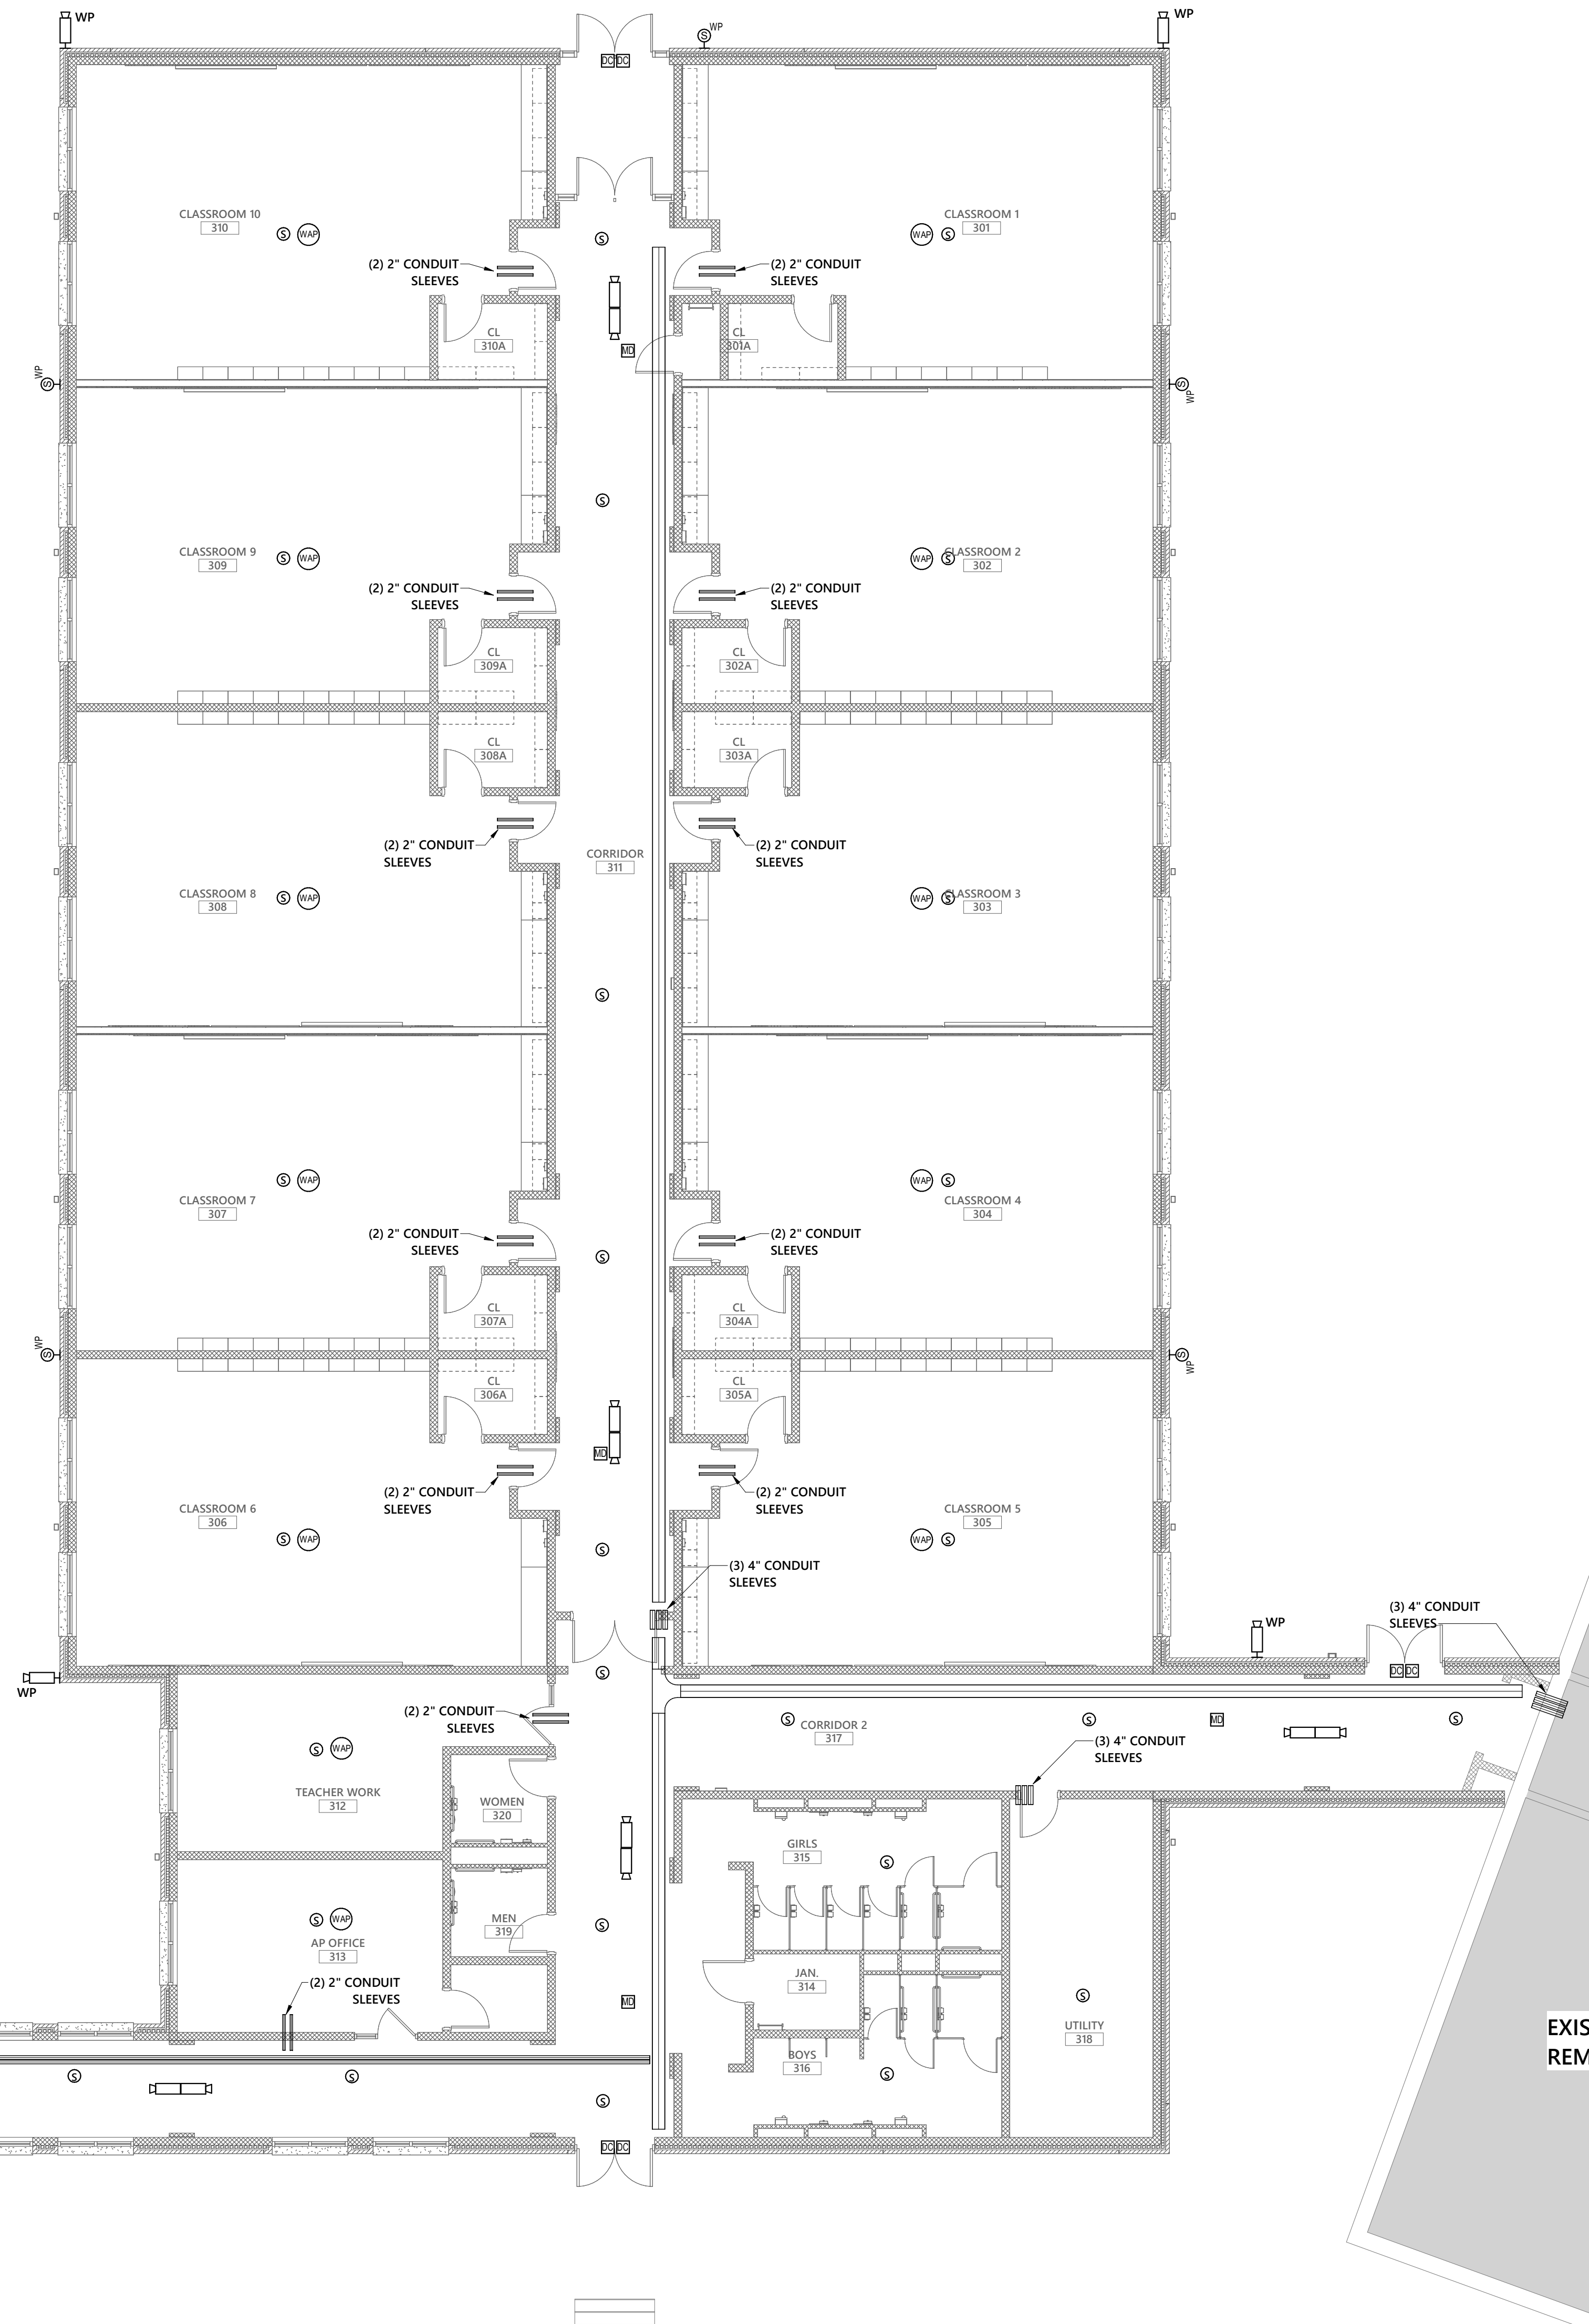 WP
WP
S WP
DC DC
CLASSROOM 10
310
S WAP
CLASSROOM 1
301
WAP S
S
(2) 2" CONDUIT
SLEEVES
(2) 2" CONDUIT
SLEEVES
CL
310A
MD
CL
301A
WP
S
S
WP
S
CLASSROOM 9
309
S WAP
CLASSROOM 2
302
WAP S
(2) 2" CONDUIT
SLEEVES
(2) 2" CONDUIT
SLEEVES
CL
309A
CL
302A
CL
308A
CL
303A
(2) 2" CONDUIT
SLEEVES
(2) 2" CONDUIT
SLEEVES
CORRIDOR
311
CLASSROOM 8
308
S WAP
CLASSROOM 3
303
WAP S
S
CLASSROOM 7
307
S WAP
CLASSROOM 4
304
WAP S
(2) 2" CONDUIT
SLEEVES
(2) 2" CONDUIT
SLEEVES
S
CL
307A
CL
304A
WP
S
S
WP
CL
306A
CL
305A
MD
(2) 2" CONDUIT
SLEEVES
(2) 2" CONDUIT
SLEEVES
CLASSROOM 6
306
S WAP
CLASSROOM 5
305
WAP S
S
(3) 4" CONDUIT
SLEEVES
(3) 4" CONDUIT
SLEEVES
WP
DC DC
S
WP
(2) 2" CONDUIT
SLEEVES
S
CORRIDOR 2
317
S
MD
S
(3) 4" CONDUIT
SLEEVES
S WAP
TEACHER WORK
312
WOMEN
320
GIRLS
315
S
S WAP
AP OFFICE
313
MEN
319
S
(2) 2" CONDUIT
SLEEVES
JAN.
314
MD
S
UTILITY
318
BOYS
316
S
EXIS
REM
S
S
S
DC DC